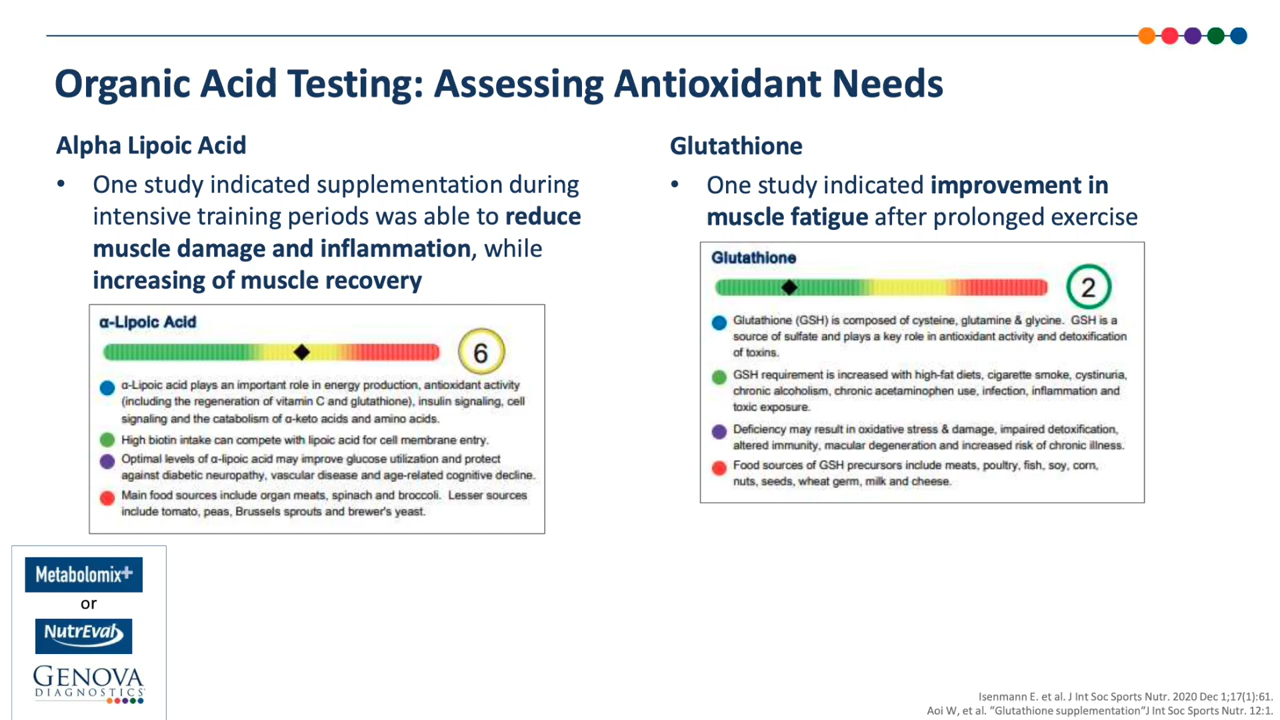 Organic Acid Testing: Assessing Antioxidant Needs
Alpha Lipoic Acid
• One study indicated supplementation during
intensive training periods was able to reduce
muscle damage and inflammation, while
increasing of muscle recovery
α-Lipoic Acid
6
α-Lipoic acid plays an important role in energy production, antioxidant activity
(including the regeneration of vitamin C and glutathione), insulin signaling, cell
signaling and the catabolism of α-keto acids and amino acids.
High biotin intake can compete with lipoic acid for cell membrane entry.
Optimal levels of α-lipoic acid may improve glucose utilization and protect
against diabetic neuropathy, vascular disease and age-related cognitive decline.
Main food sources include organ meats, spinach and broccoli. Lesser sources
include tomato, peas, Brussels sprouts and brewer's yeast.
Glutathione
• One study indicated improvement in
muscle fatigue after prolonged exercise
Glutathione
2
Glutathione (GSH) is composed of cysteine, glutamine & glycine. GSH is a
source of sulfate and plays a key role in antioxidant activity and detoxification
of toxins.
GSH requirement is increased with high-fat diets, cigarette smoke, cystinuria,
chronic alcoholism, chronic acetaminophen use, infection, inflammation and
toxic exposure.
Deficiency may result in oxidative stress & damage, impaired detoxification,
altered immunity, macular degeneration and increased risk of chronic illness.
Food sources of GSH precursors include meats, poultry, fish, soy, corn,
nuts, seeds, wheat germ, milk and cheese.
Metabolomix+
or
NutrEval
GENOVA
DIAGNOSTICS
Isenmann E. et al. J Int Soc Sports Nutr. 2020 Dec 1;17(1):61.
Aoi W, et al. "Glutathione supplementation"J Int Soc Sports Nutr. 12:1.